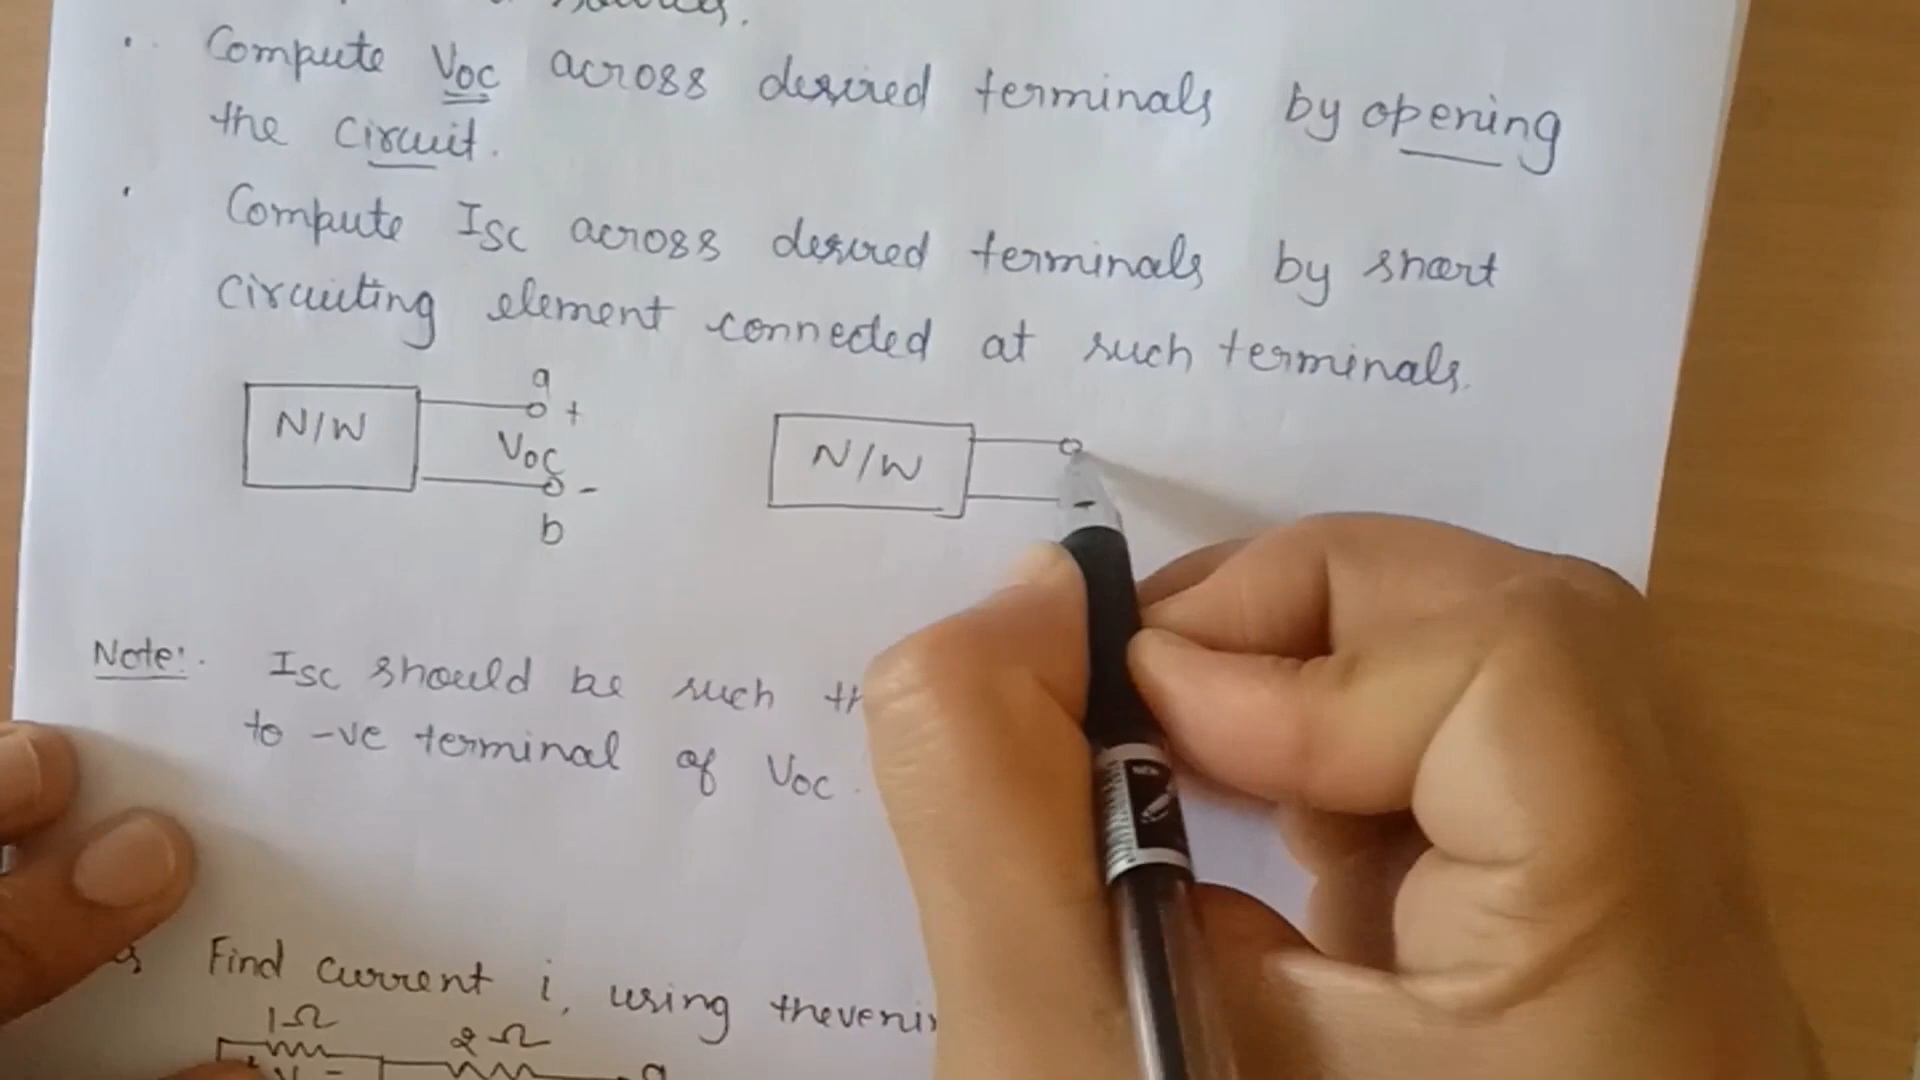 • Compute Voc across desired terminals by opening
the circuit.
• Compute Isc across desired terminals by short
circuiting element connected at such terminals.
a
N/W +
Voc
-
b
N/W
Note:. Isc should be such
to -ve terminal of Voc.
Find current i, using
1Ω
2Ω
a